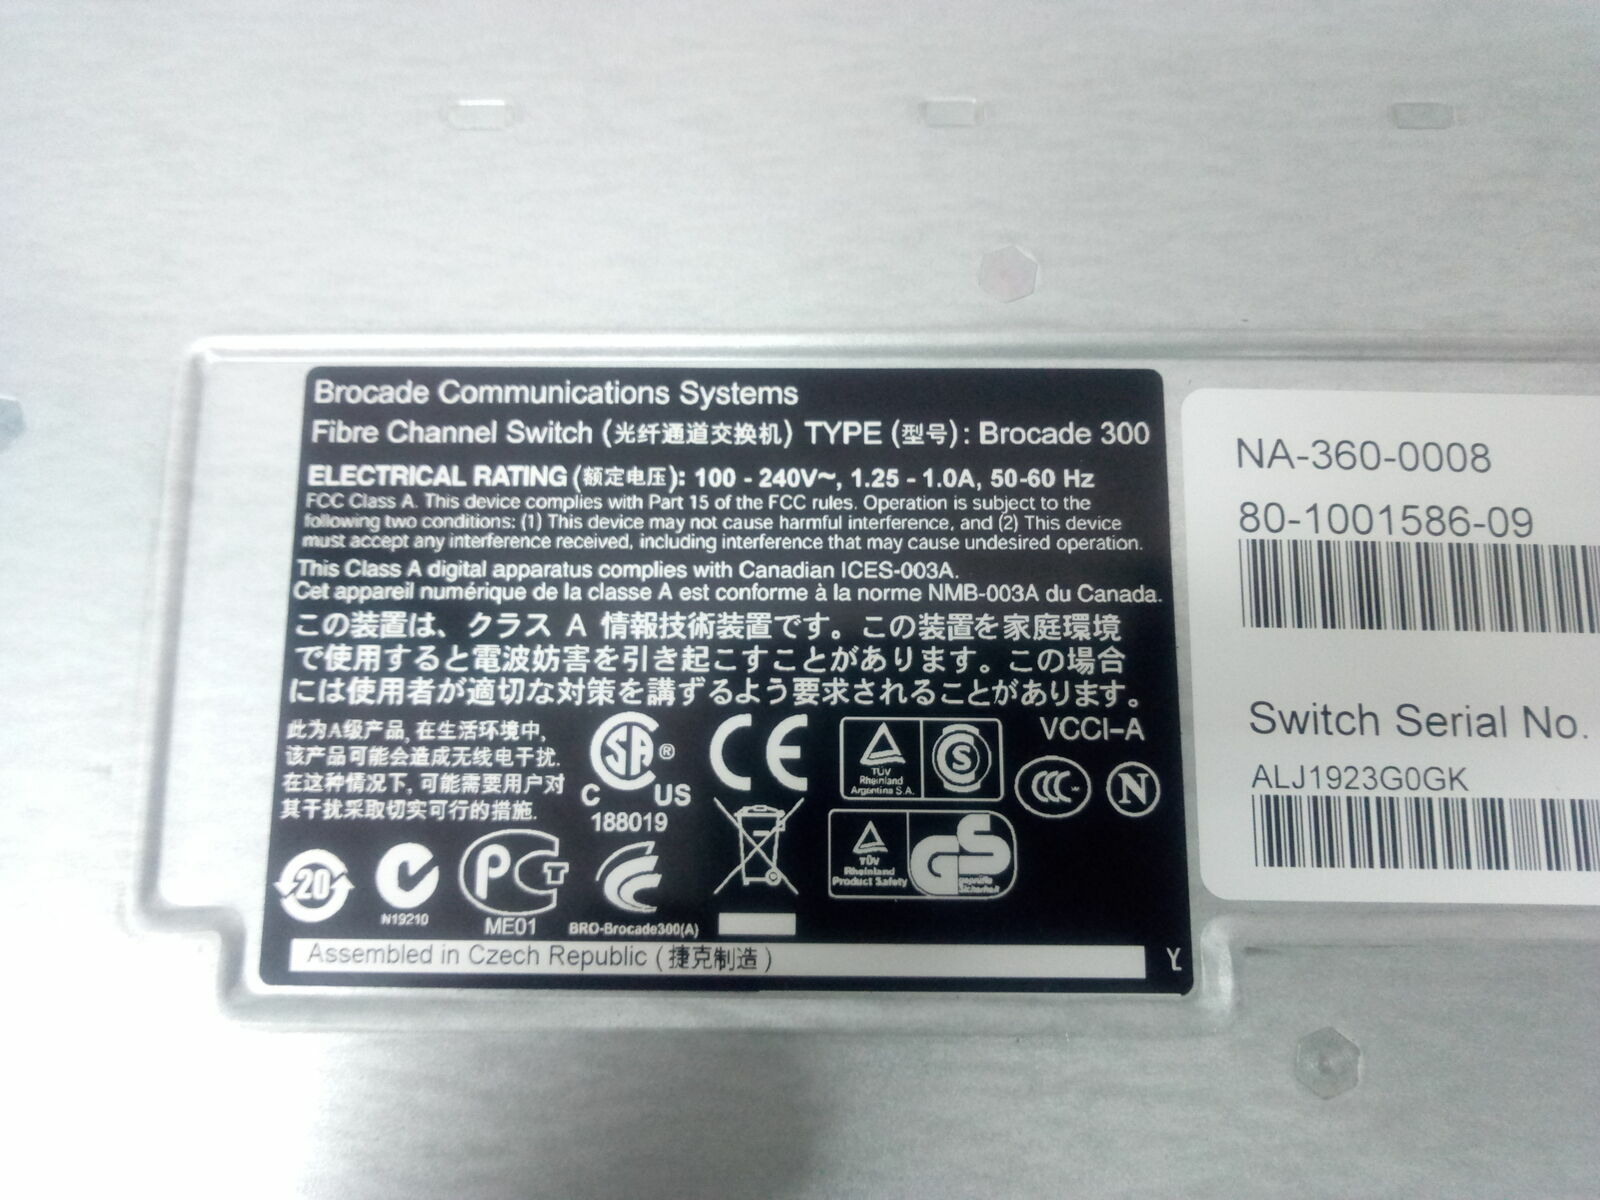 Brocade Communications Systems
Fibre Channel Switch (光纤通道交换机) TYPE (型号): Brocade 300
ELECTRICAL RATING (额定电压): 100 - 240V~, 1.25 - 1.0A, 50-60 Hz
FCC Class A. This device complies with Part 15 of the FCC rules. Operation is subject to the
following two conditions: (1) This device may not cause harmful interference, and (2) This device
must accept any interference received, including interference that may cause undesired operation.
This Class A digital apparatus complies with Canadian ICES-003A.
Cet appareil numérique de la classe A est conforme à la norme NMB-003A du Canada.
この装置は、クラス A 情報技術装置です。この装置を家庭環境
で使用すると電波妨害を引き起こすことがあります。この場合
には使用者が適切な対策を講ずるよう要求されることがあります。
此为A级产品, 在生活环境中,
该产品可能会造成无线电干扰.
在这种情况下, 可能需要用户对
其干扰采取切实可行的措施.
SA ®
C US
188019
CE
TÜV
Rheinland
Argentina S.A.
S
VCCI-A
CCC
N
TÜV
Rheinland
Product Safety
GS
geprüfte
Sicherheit
20
N19210
PCT
ME01
BRO-Brocade300(A)
Assembled in Czech Republic (捷克制造)
Y
NA-360-0008
80-1001586-09
Switch Serial No.
ALJ1923G0GK